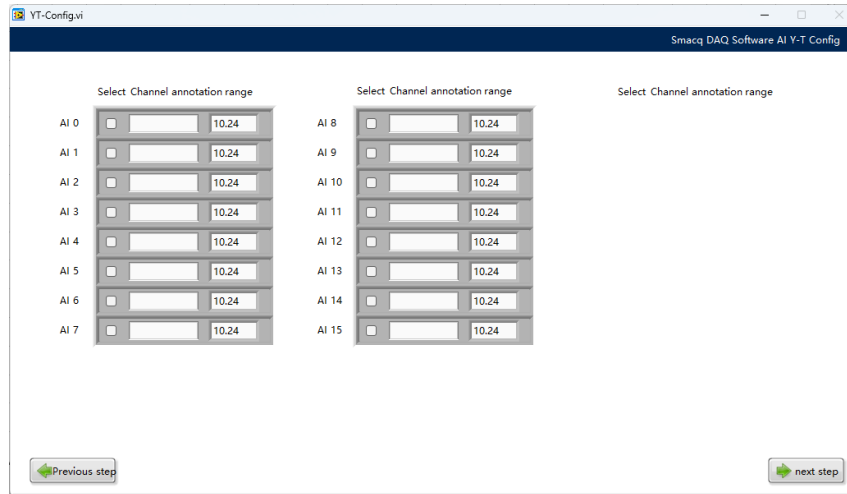 YT-Config.vi
Smacq DAQ Software AI Y-T Config
Select Channel annotation range Select Channel annotation range Select Channel annotation range
AI 0 10.24 AI 8 10.24
AI 1 10.24 AI 9 10.24
AI 2 10.24 AI 10 10.24
AI 3 10.24 AI 11 10.24
AI 4 10.24 AI 12 10.24
AI 5 10.24 AI 13 10.24
AI 6 10.24 AI 14 10.24
AI 7 10.24 AI 15 10.24
Previous step next step